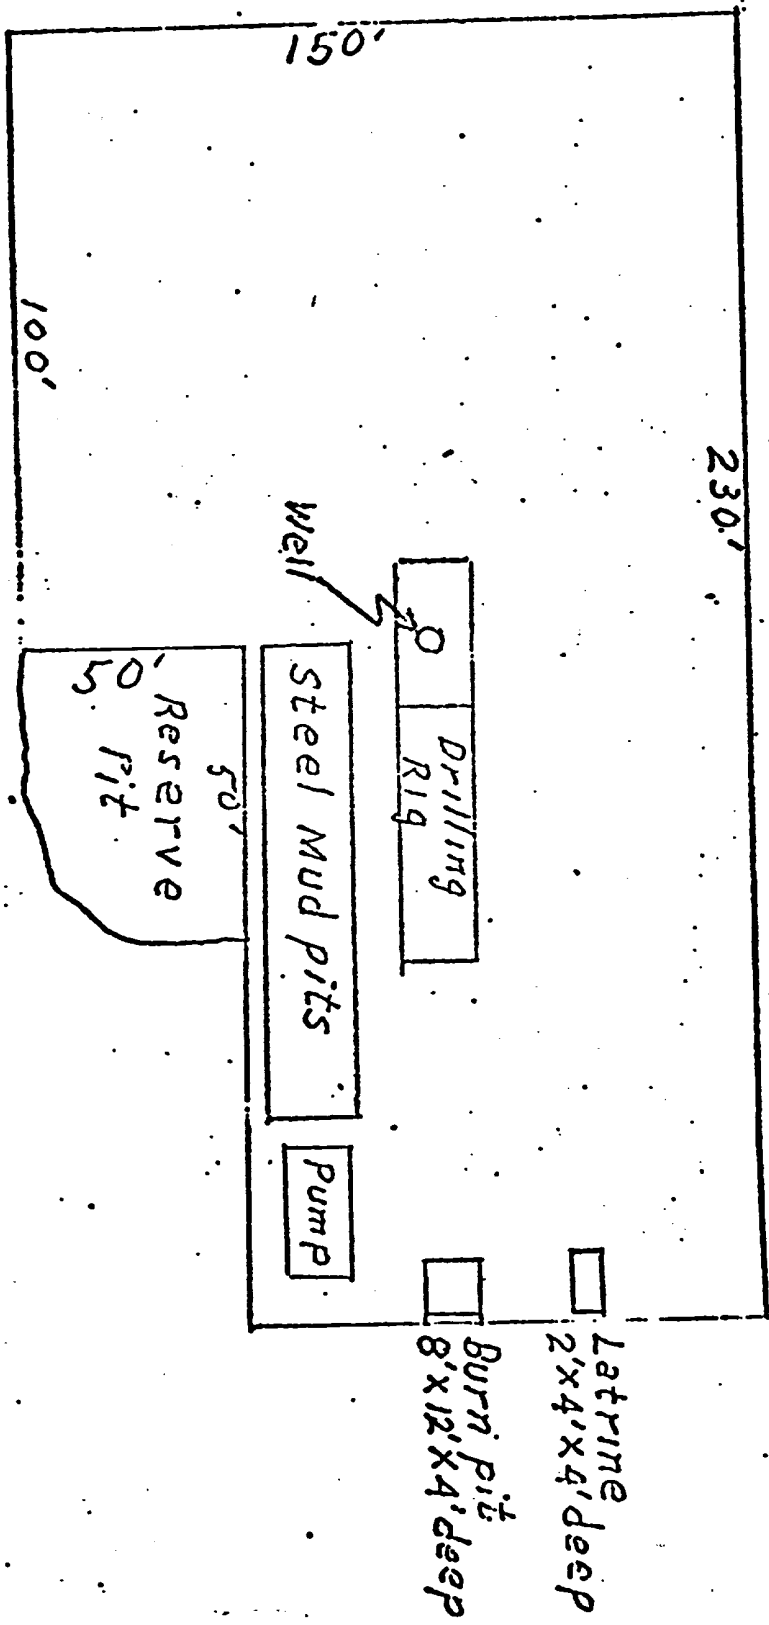 150'
230'
100'
Well
Drilling
Rig
Steel Mud pits
50'
50'
Reserve
Pit
Pump
Latrine
2'x4'x4' deep
Burn pit
8'x12'x4' deep